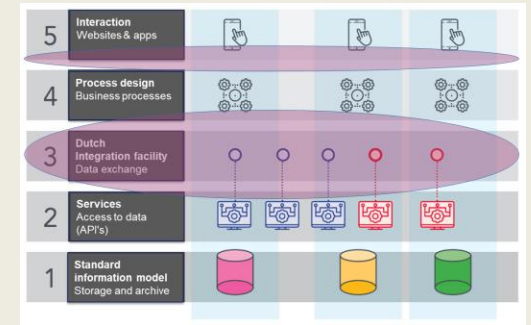 5
Interaction
Websites & apps
4
Process design
Business processes
3
Dutch
Integration facility
Data exchange
2
Services
Access to data
(API's)
1
Standard
information model
Storage and archive